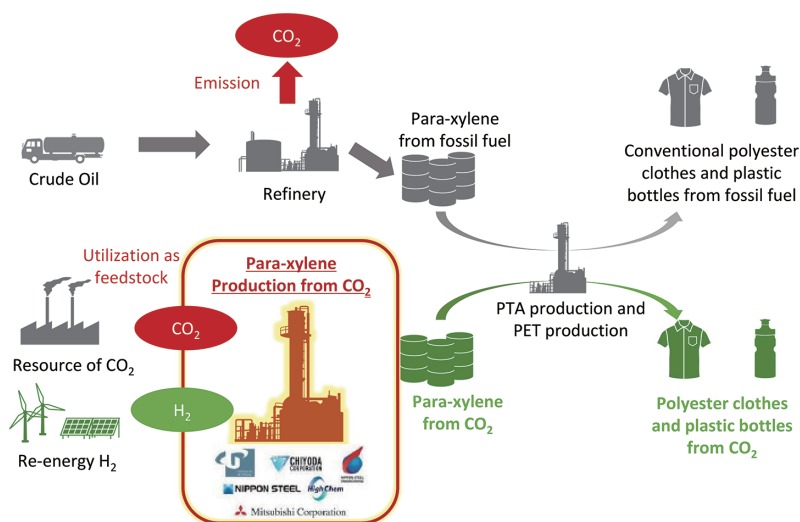 CO2
Emission
Crude Oil
Refinery
Para-xylene
from fossil fuel
Conventional polyester
clothes and plastic
bottles from fossil fuel
Utilization as
feedstock
Para-xylene
Production from CO2
CO2
Resource of CO2
H2
Re-energy H2
PTA production and
PET production
Para-xylene
from CO2
Polyester clothes
and plastic bottles
from CO2
CHIYODA
CORPORATION
NIPPON STEEL
HighChem
Mitsubishi Corporation